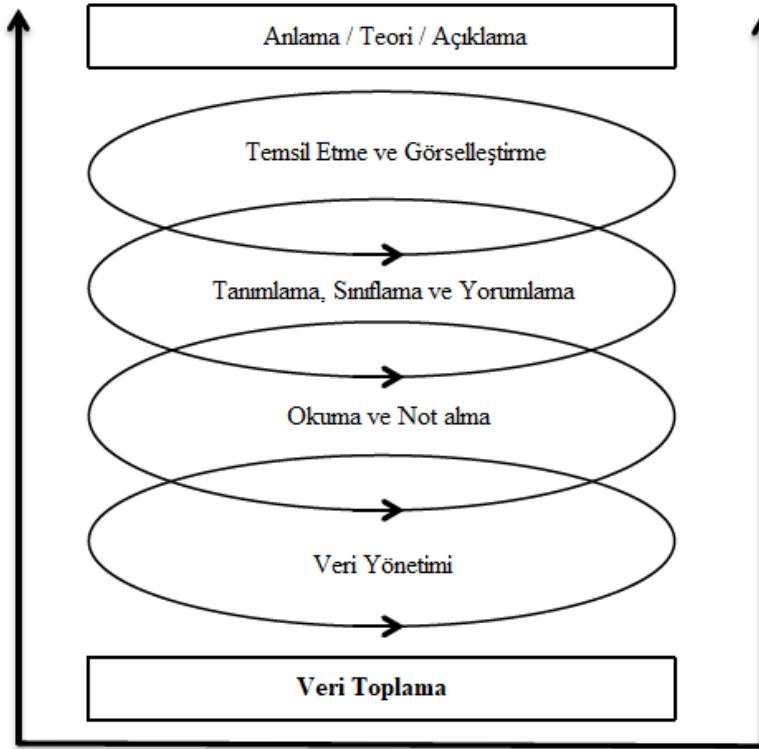 Anlama / Teori / Açıklama
Temsil Etme ve Görselleştirme
Tanımlama, Sınıflama ve Yorumlama
Okuma ve Not alma
Veri Yönetimi
Veri Toplama